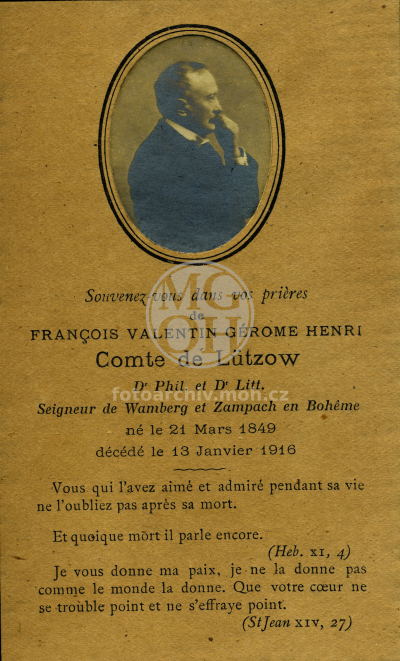 Souvenez-vous dans vos prières
de
FRANÇOIS VALENTIN GÉROME HENRI
Comte de Lützow
Dr Phil. et Dr Litt.
Seigneur de Wamberg et Zampach en Bohême
né le 21 Mars 1849
décédé le 13 Janvier 1916
Vous qui l'avez aimé et admiré pendant sa vie
ne l'oubliez pas après sa mort.
Et quoique mort il parle encore.
(Heb. XI, 4)
Je vous donne ma paix, je ne la donne pas
comme le monde la donne. Que votre cœur ne
se trouble point et ne s'effraye point.
(St Jean XIV, 27)
MG
CH
fotoarchiv.mgh.cz